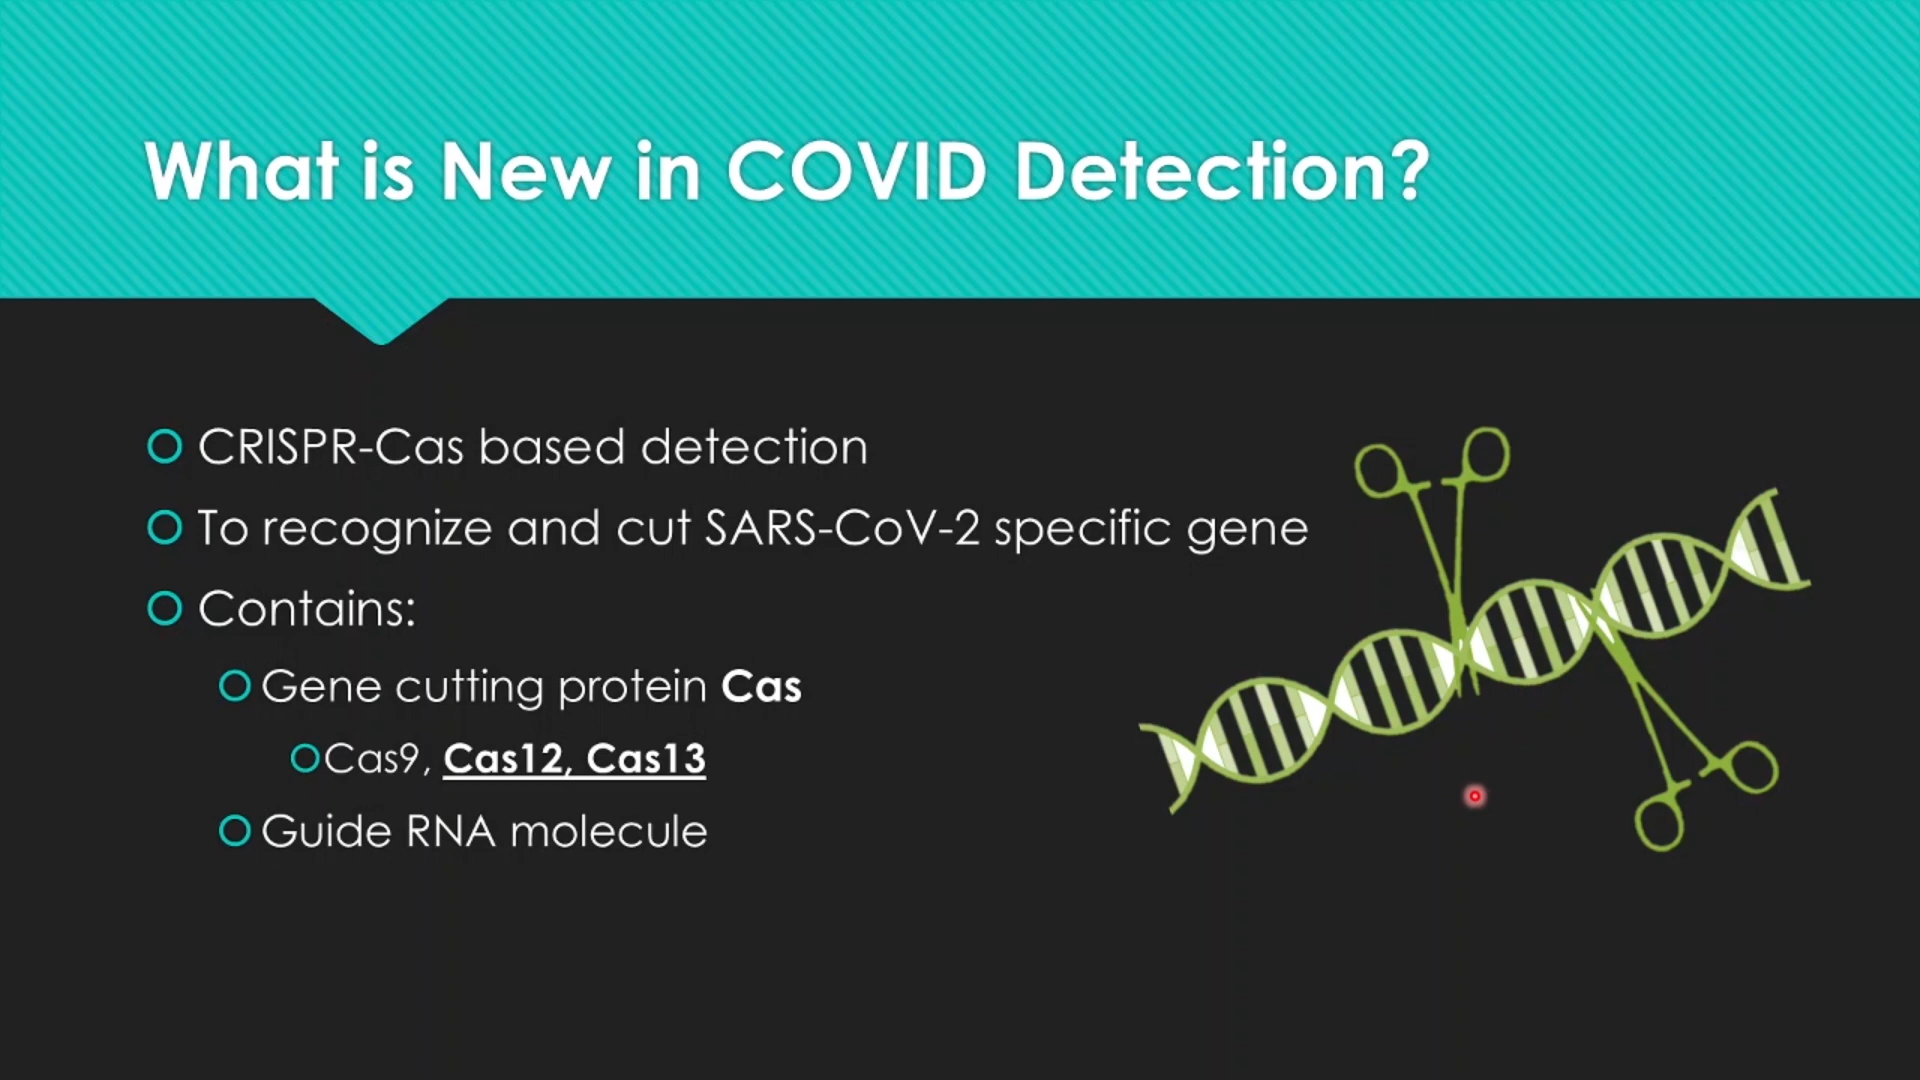 What is New in COVID Detection?
CRISPR-Cas based detection
To recognize and cut SARS-CoV-2 specific gene
Contains:
Gene cutting protein Cas
Cas9, Cas12, Cas13
Guide RNA molecule